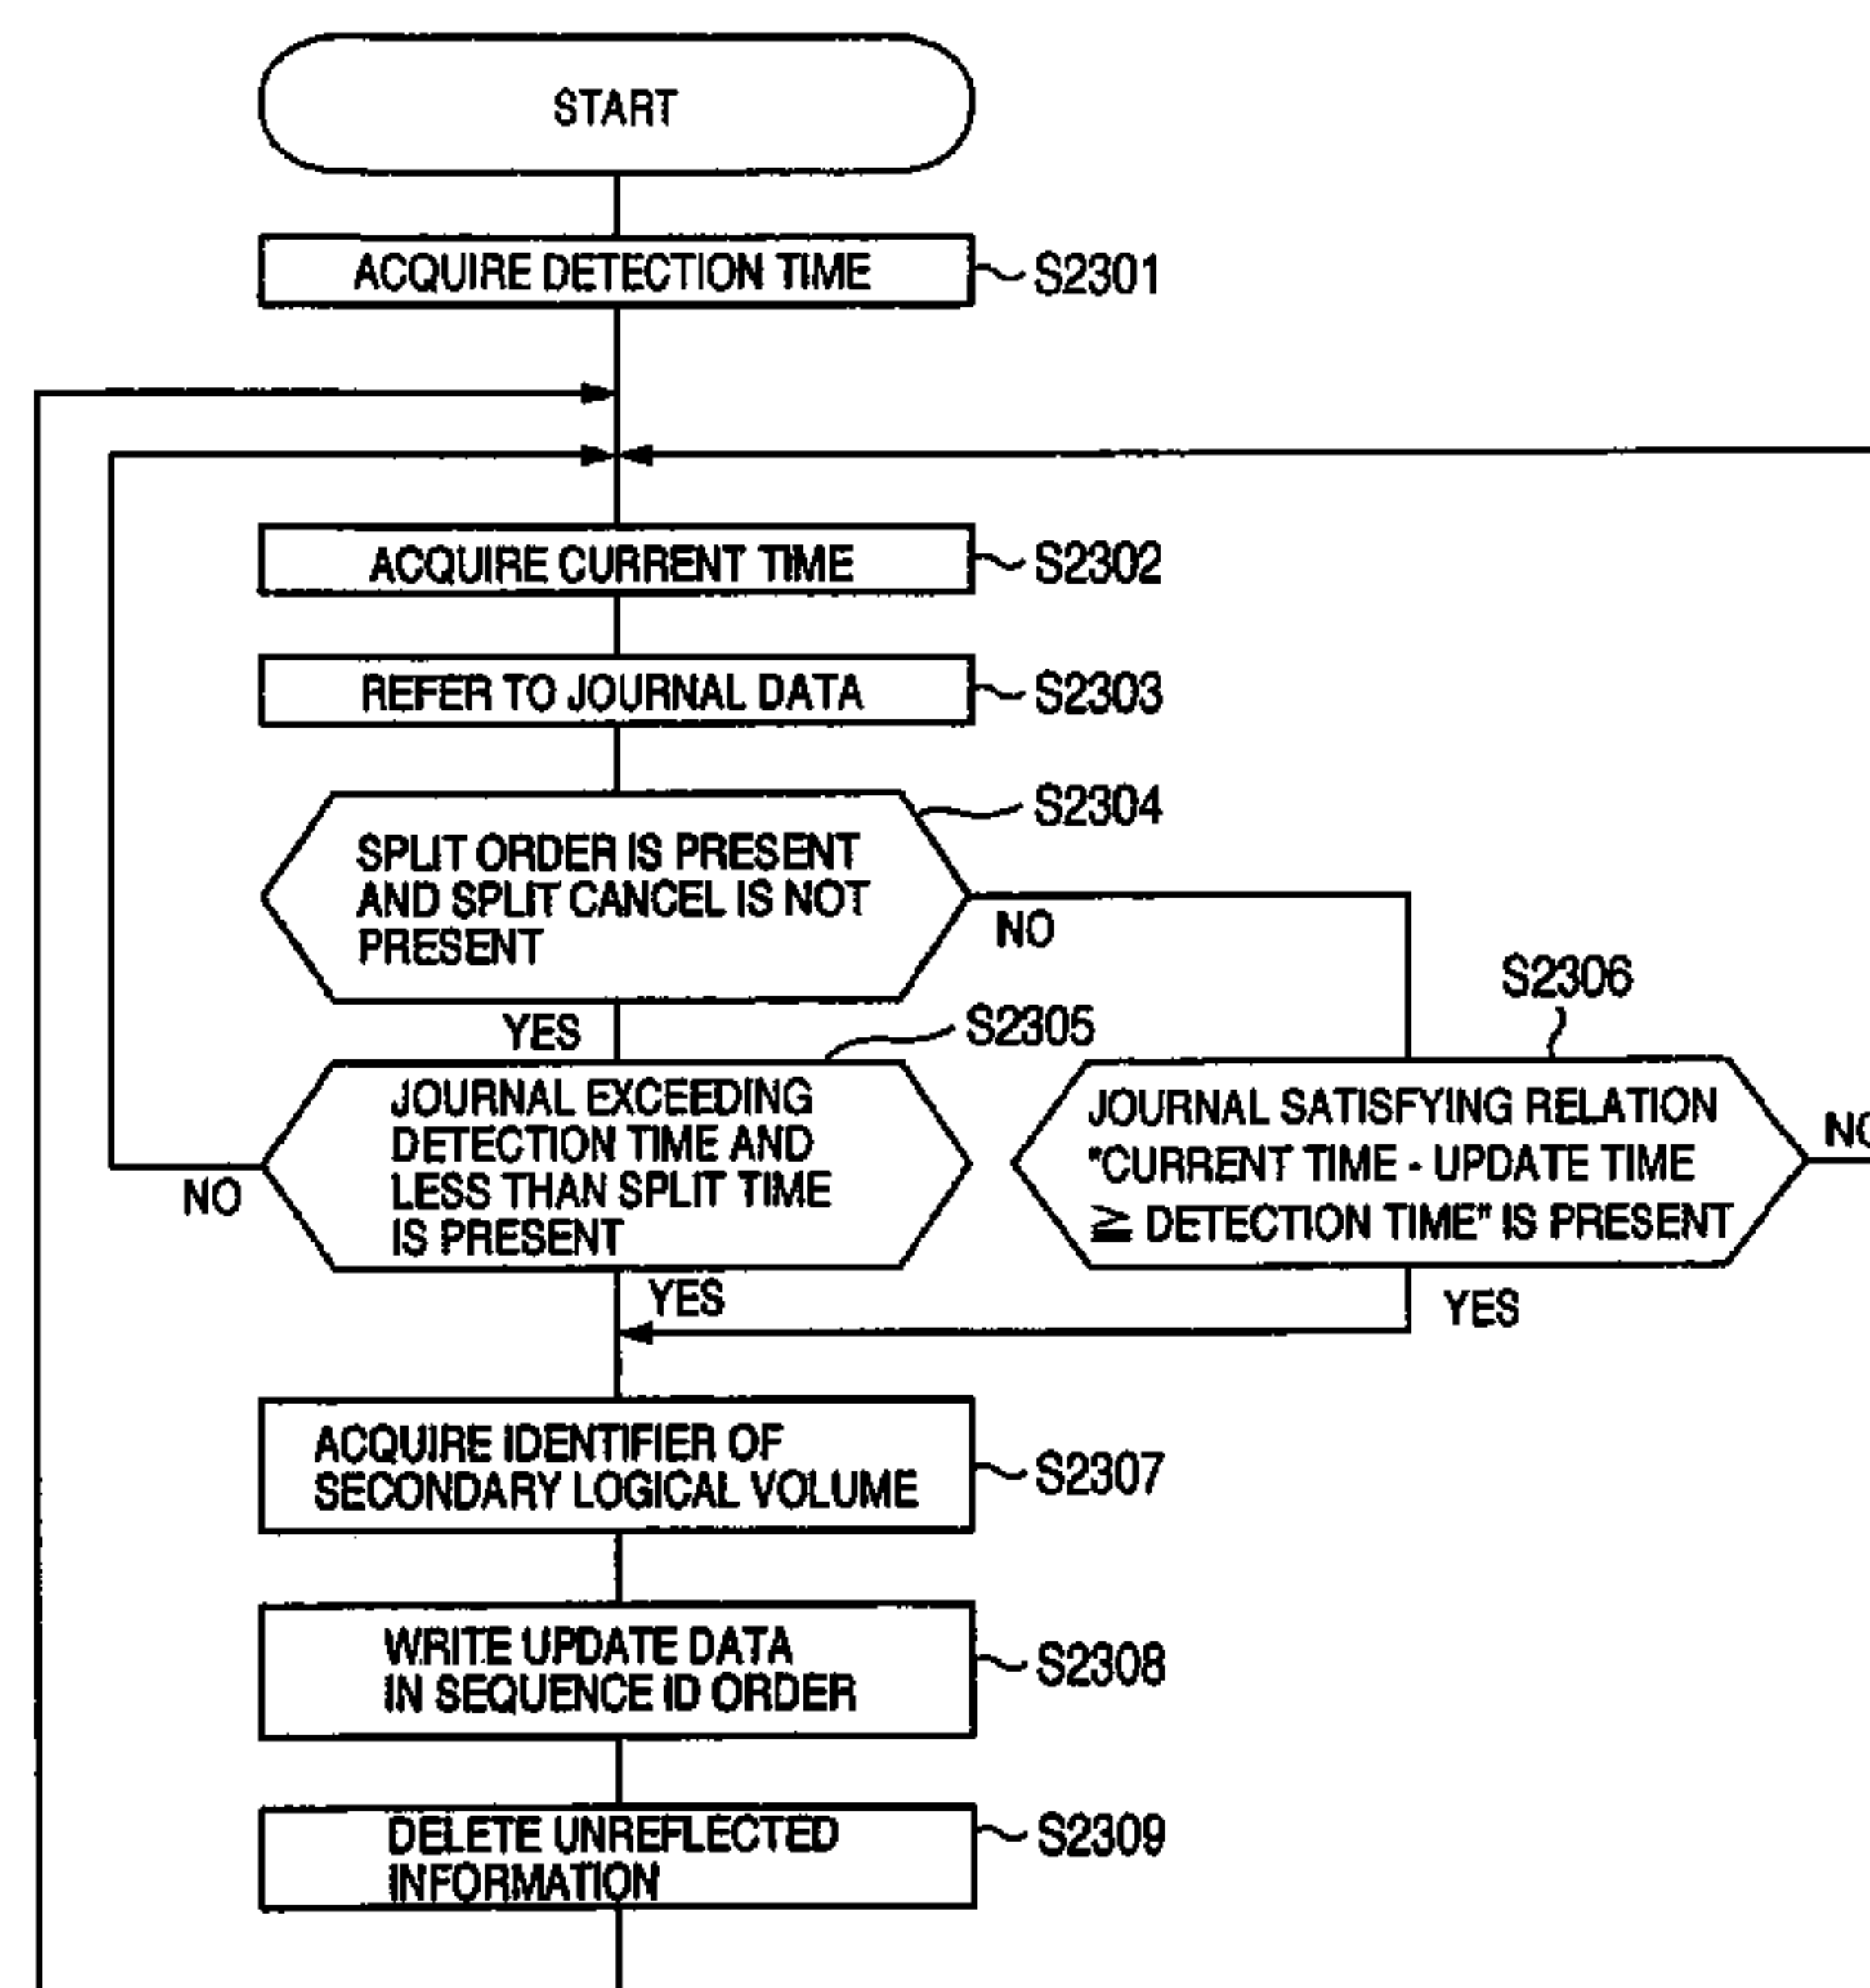 START
ACQUIRE DETECTION TIME
S2301
ACQUIRE CURRENT TIME
S2302
REFER TO JOURNAL DATA
S2303
S2304
SPLIT ORDER IS PRESENT
AND SPLIT CANCEL IS NOT
PRESENT
NO
YES
S2305
S2306
JOURNAL EXCEEDING
DETECTION TIME AND
LESS THAN SPLIT TIME
IS PRESENT
NO
YES
JOURNAL SATISFYING RELATION
"CURRENT TIME - UPDATE TIME
≧ DETECTION TIME" IS PRESENT
NO
YES
ACQUIRE IDENTIFIER OF
SECONDARY LOGICAL VOLUME
S2307
WRITE UPDATE DATA
IN SEQUENCE ID ORDER
S2308
DELETE UNREFLECTED
INFORMATION
S2309